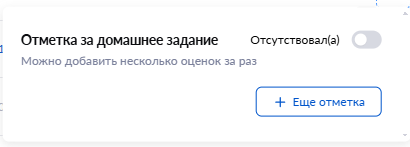 Отметка за домашнее задание Отсутствовал(а)
Можно добавить несколько оценок за раз
+ Еще отметка